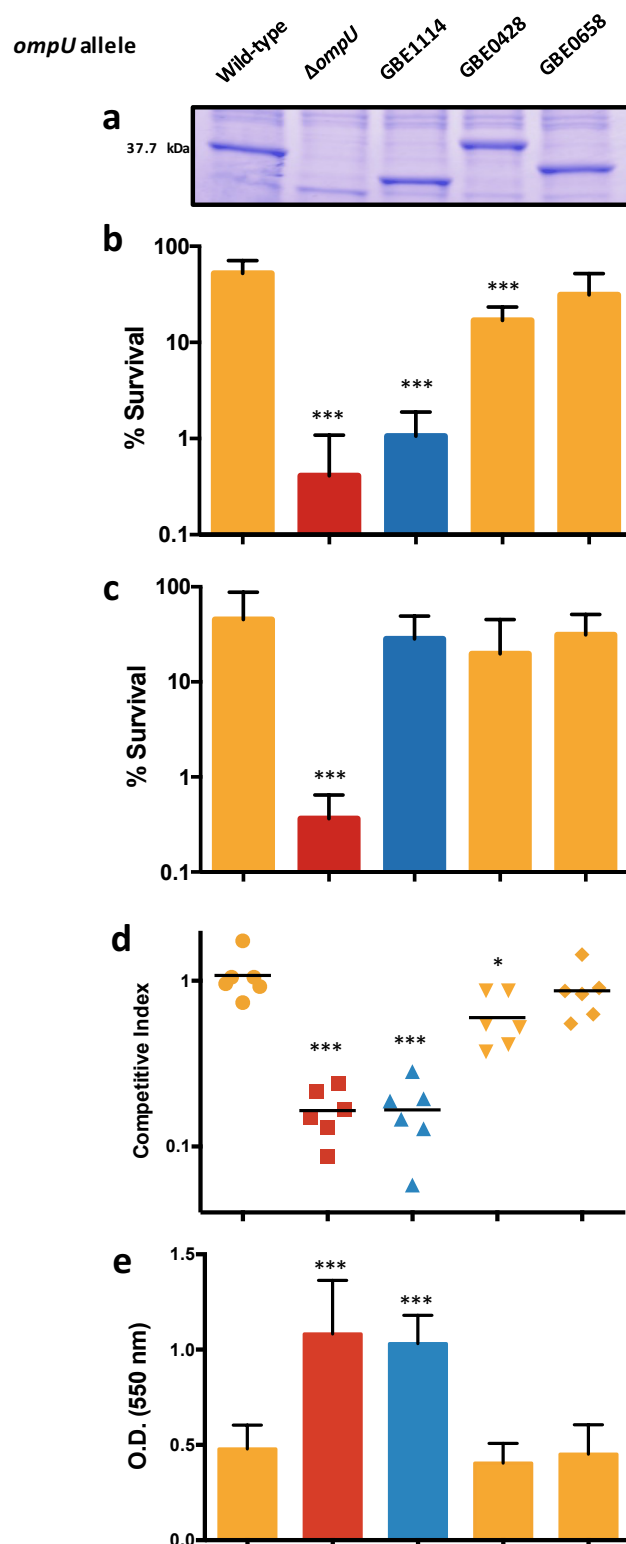 ompU allele
Wild-type
ΔompU
GBE1114
GBE0428
GBE0658
a
37.7 kDa
b
100
10
1
0.1
% Survival
***
***
***
c
100
10
1
0.1
% Survival
***
d
1
0.1
Competitive Index
***
***
*
e
1.5
1.0
0.5
0.0
O.D. (550 nm)
***
***